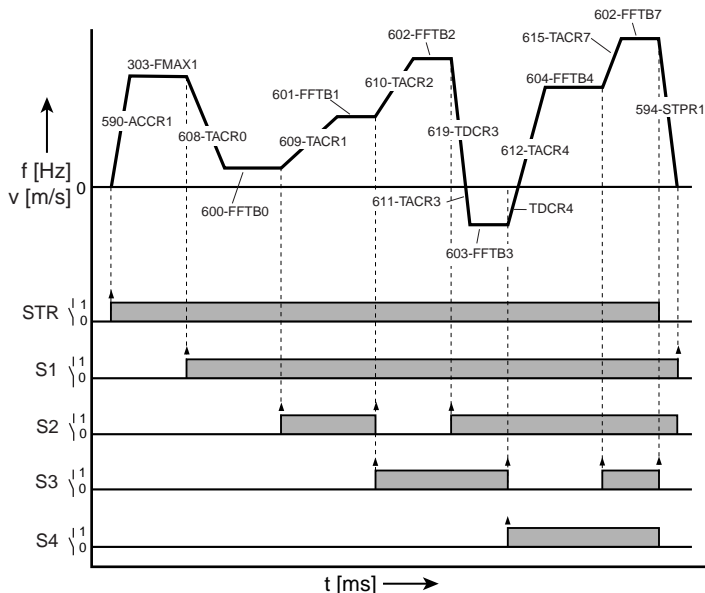 602-FFTB7
602-FFTB2
615-TACR7
303-FMAX1
610-TACR2
604-FFTB4
601-FFTB1
590-ACCR1
594-STPR1
608-TACR0
609-TACR1
619-TDCR3
612-TACR4
f [Hz]
0
v [m/s]
600-FFTB0
611-TACR3
TDCR4
603-FFTB3
STR
1
0
S1
1
0
S2
1
0
S3
1
0
S4
1
0
t [ms]